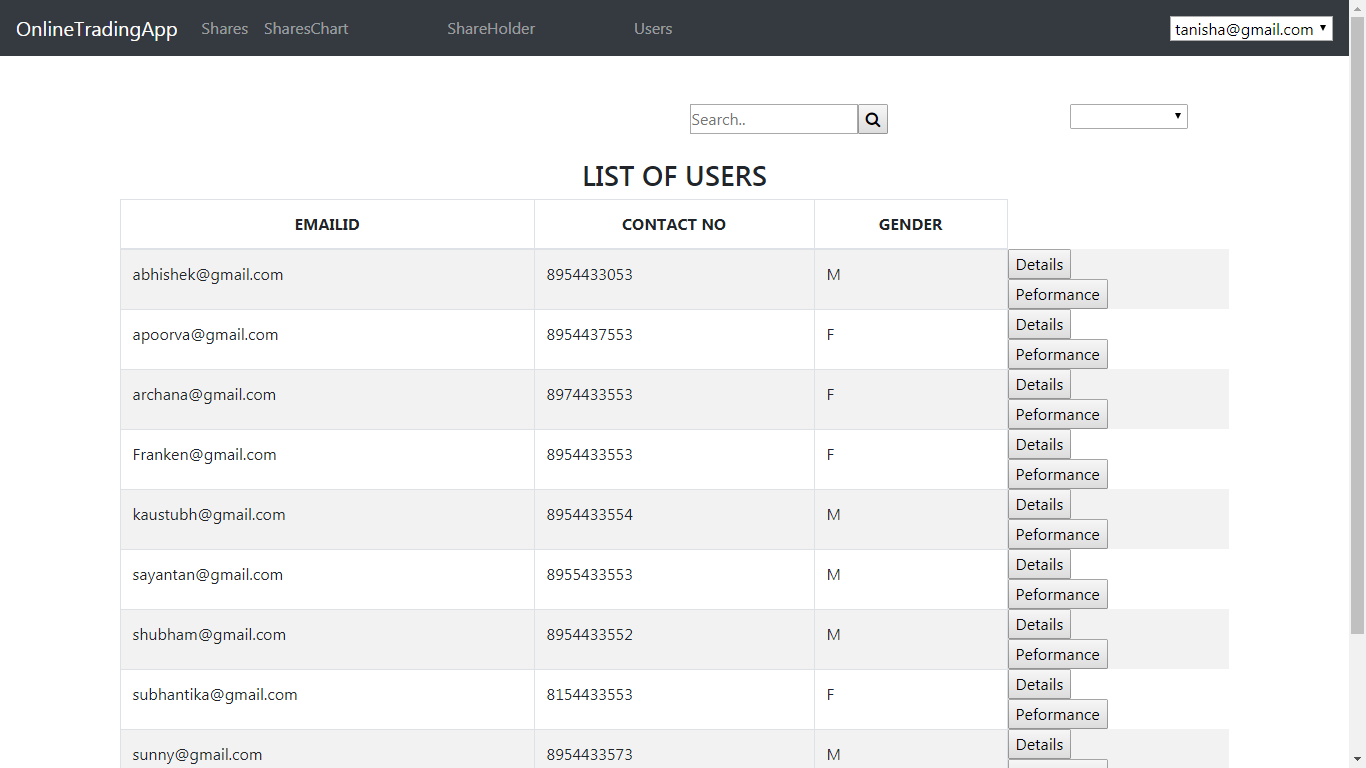 OnlineTradingApp Shares SharesChart ShareHolder Users tanisha@gmail.com
Search..
LIST OF USERS
EMAILID CONTACT NO GENDER
abhishek@gmail.com 8954433053 M Details
Peformance
apoorva@gmail.com 8954437553 F Details
Peformance
archana@gmail.com 8974433553 F Details
Peformance
Franken@gmail.com 8954433553 F Details
Peformance
kaustubh@gmail.com 8954433554 M Details
Peformance
sayantan@gmail.com 8955433553 M Details
Peformance
shubham@gmail.com 8954433552 M Details
Peformance
subhantika@gmail.com 8154433553 F Details
Peformance
sunny@gmail.com 8954433573 M Details